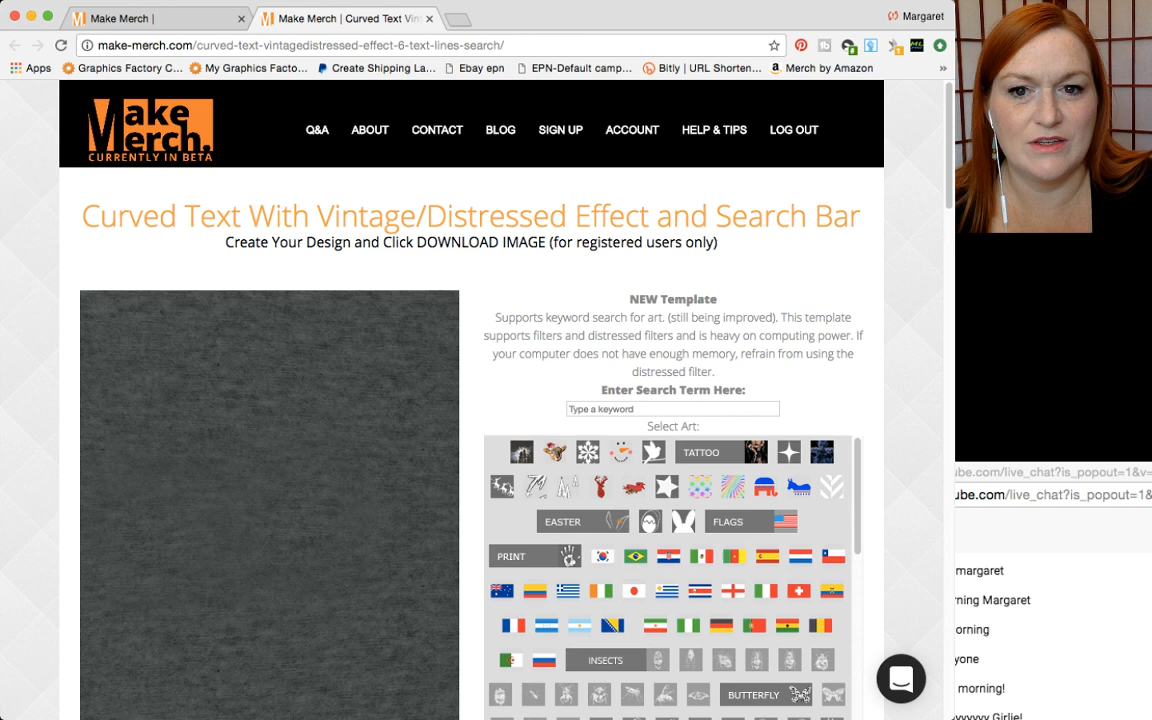 Make Merch |
Make Merch | Curved Text Vin
Margaret
make-merch.com/curved-text-vintagedistressed-effect-6-text-lines-search/
Apps
Graphics Factory C...
My Graphics Facto...
Create Shipping La...
Ebay epn
EPN-Default camp...
Bitly | URL Shorten...
Merch by Amazon
»
Make
Merch.
CURRENTLY IN BETA
Q&A
ABOUT
CONTACT
BLOG
SIGN UP
ACCOUNT
HELP & TIPS
LOG OUT
Curved Text With Vintage/Distressed Effect and Search Bar
Create Your Design and Click DOWNLOAD IMAGE (for registered users only)
NEW Template
Supports keyword search for art. (still being improved). This template
supports filters and distressed filters and is heavy on computing power. If
your computer does not have enough memory, refrain from using the
distressed filter.
Enter Search Term Here:
Type a keyword
Select Art:
TATTOO
EASTER
FLAGS
PRINT
INSECTS
BUTTERFLY
ube.com/live_chat?is_popout=1&v=
ube.com/live_chat?is_popout=1&
margaret
rning Margaret
orning
yone
morning!
Girlie!